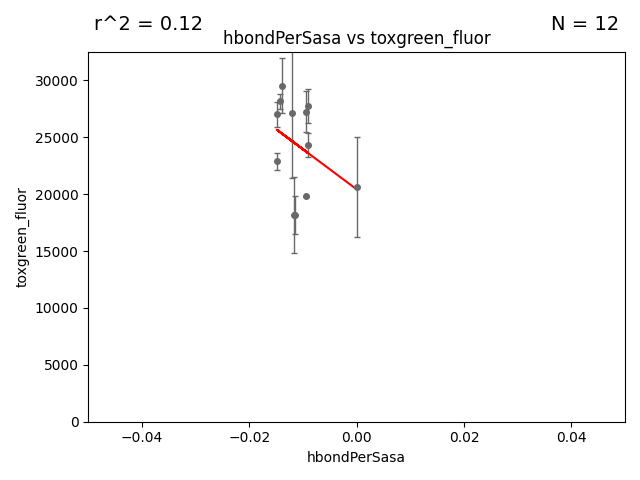 r^2 = 0.12
N = 12
hbondPerSasa vs toxgreen_fluor
toxgreen_fluor
30000
25000
20000
15000
10000
5000
0
−0.04
−0.02
0.00
0.02
0.04
hbondPerSasa